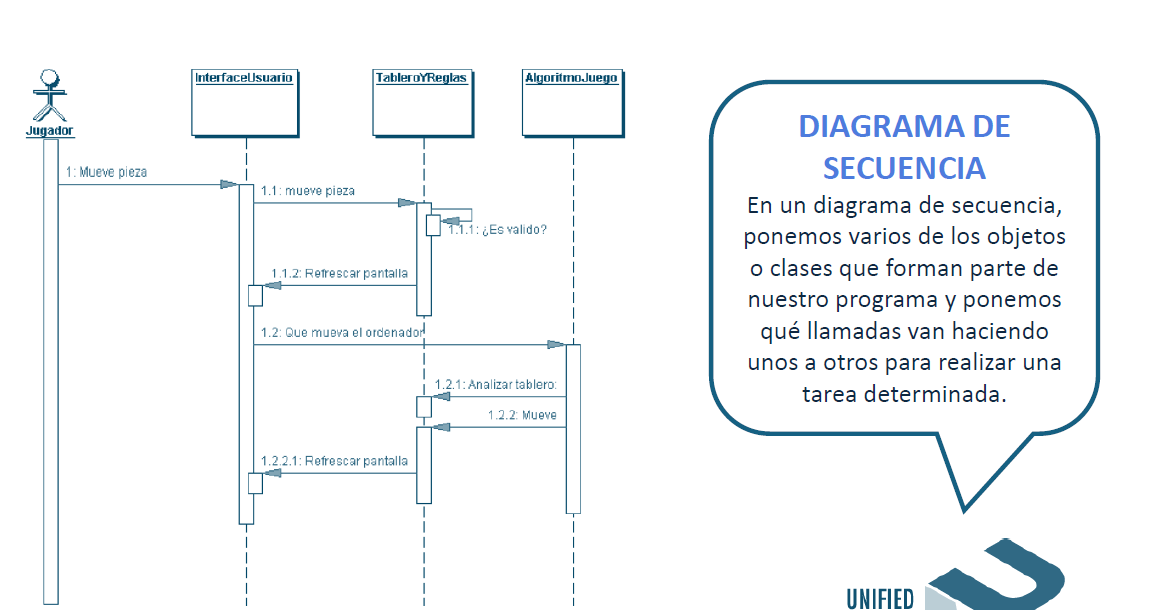 InterfaceUsuario
TableroYReglas
AlgoritmoJuego
Jugador
1: Mueve pieza
1.1: mueve pieza
1.1.1: ¿Es valido?
1.1.2: Refrescar pantalla
1.2: Que mueva el ordenador
1.2.1: Analizar tablero:
1.2.2: Mueve
1.2.2.1: Refrescar pantalla
DIAGRAMA DE
SECUENCIA
En un diagrama de secuencia,
ponemos varios de los objetos
o clases que forman parte de
nuestro programa y ponemos
qué llamadas van haciendo
unos a otros para realizar una
tarea determinada.
UNIFIED